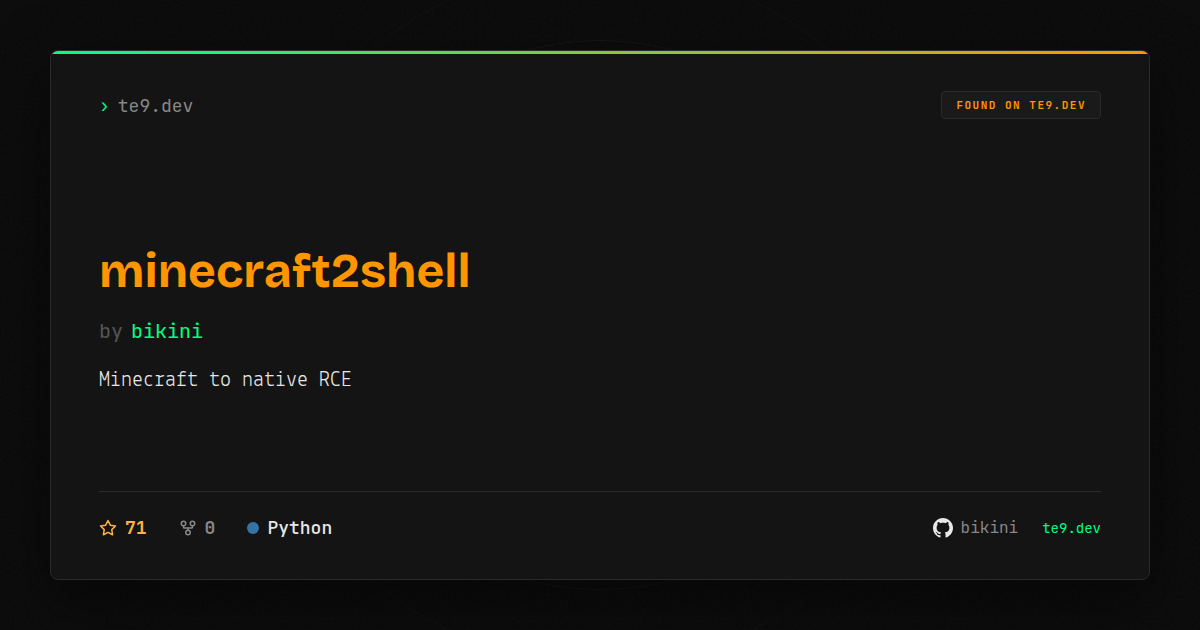 › te9.dev
FOUND ON TE9.DEV
minecraft2shell
by bikini
Minecraft to native RCE
71 0 Python
bikini te9.dev